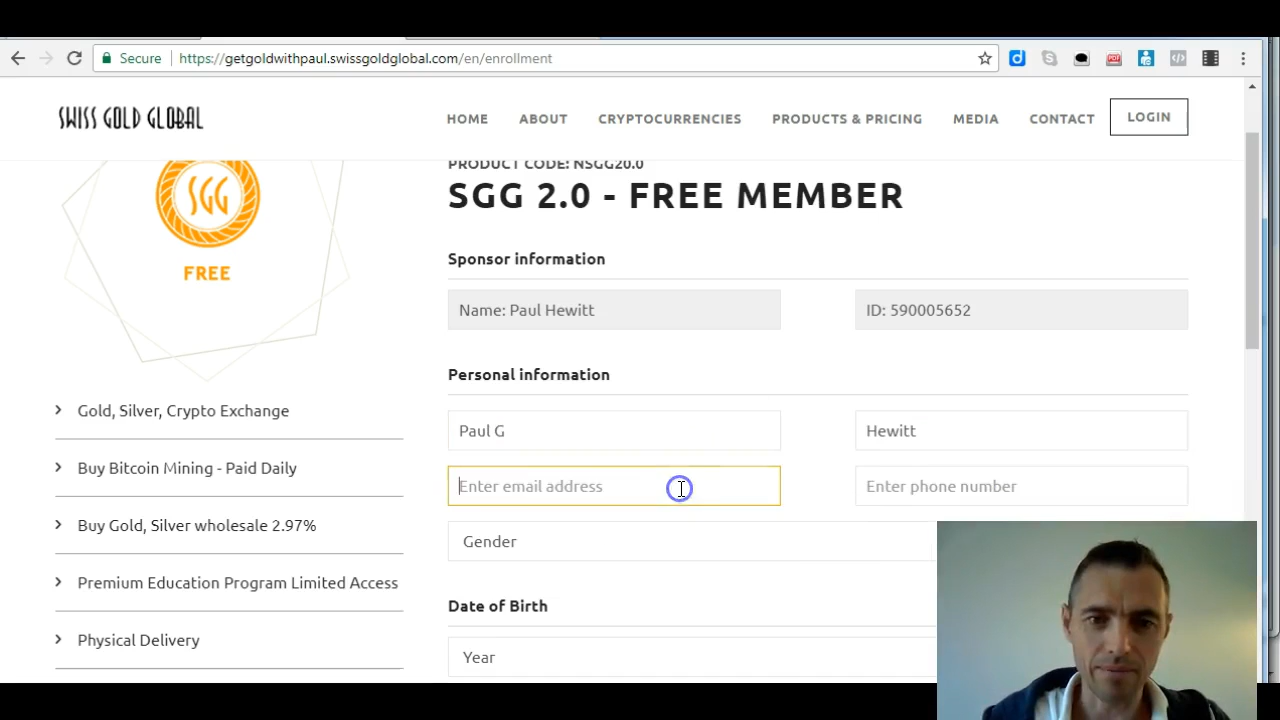 Secure
https://getgoldwithpaul.swissgoldglobal.com/en/enrollment
SWISS GOLD GLOBAL
HOME ABOUT CRYPTOCURRENCIES PRODUCTS & PRICING MEDIA CONTACT LOGIN
PRODUCT CODE: NSGG20.0
SGG 2.0 - FREE MEMBER
SGG
FREE
Sponsor information
Name: Paul Hewitt ID: 590005652
Personal information
Gold, Silver, Crypto Exchange
Paul G Hewitt
Buy Bitcoin Mining - Paid Daily
Enter email address Enter phone number
Buy Gold, Silver wholesale 2.97%
Gender
Premium Education Program Limited Access
Date of Birth
Physical Delivery
Year